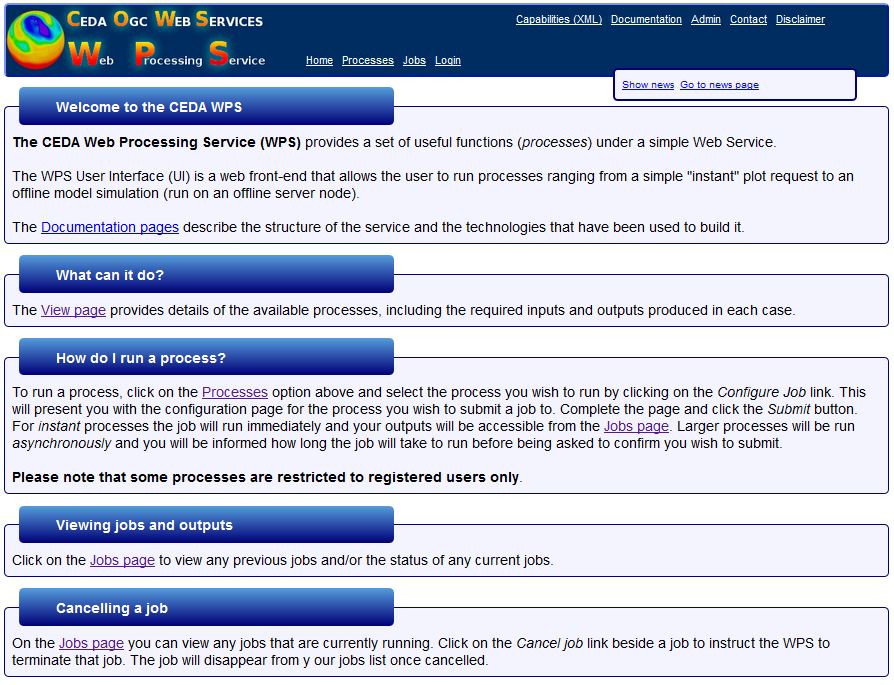 CEDA OGC WEB SERVICES
Capabilities (XML) Documentation Admin Contact Disclaimer
Web Processing Service
Home Processes Jobs Login
Show news Go to news page
Welcome to the CEDA WPS
The CEDA Web Processing Service (WPS) provides a set of useful functions (processes) under a simple Web Service.
The WPS User Interface (UI) is a web front-end that allows the user to run processes ranging from a simple "instant" plot request to an
offline model simulation (run on an offline server node).
The Documentation pages describe the structure of the service and the technologies that have been used to build it.
What can it do?
The View page provides details of the available processes, including the required inputs and outputs produced in each case.
How do I run a process?
To run a process, click on the Processes option above and select the process you wish to run by clicking on the Configure Job link. This
will present you with the configuration page for the process you wish to submit a job to. Complete the page and click the Submit button.
For instant processes the job will run immediately and your outputs will be accessible from the Jobs page. Larger processes will be run
asynchronously and you will be informed how long the job will take to run before being asked to confirm you wish to submit.
Please note that some processes are restricted to registered users only.
Viewing jobs and outputs
Click on the Jobs page to view any previous jobs and/or the status of any current jobs.
Cancelling a job
On the Jobs page you can view any jobs that are currently running. Click on the Cancel job link beside a job to instruct the WPS to
terminate that job. The job will disappear from y our jobs list once cancelled.